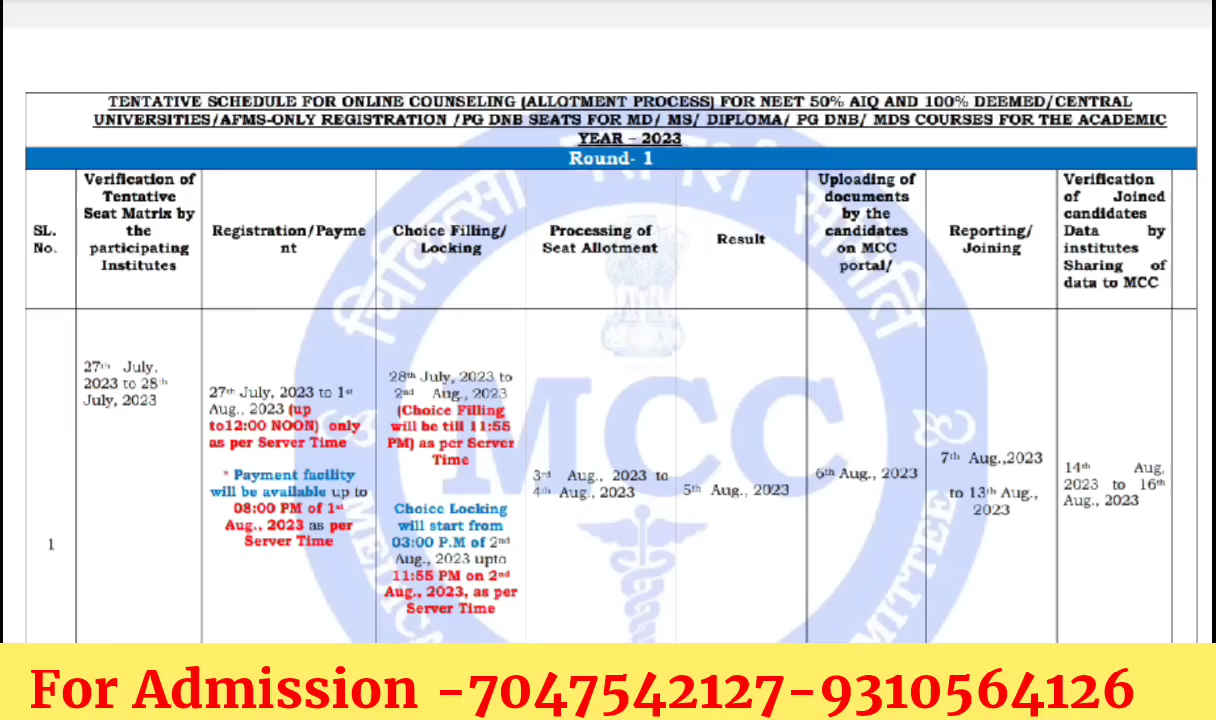 TENTATIVE SCHEDULE FOR ONLINE COUNSELING (ALLOTMENT PROCESS) FOR NEET 50% AIQ AND 100% DEEMED/CENTRAL
UNIVERSITIES/AFMS-ONLY REGISTRATION /PG DNB SEATS FOR MD/ MS/ DIPLOMA/ PG DNB/ MDS COURSES FOR THE ACADEMIC
YEAR – 2023
Round- 1
SL.
No.
Verification of
Tentative
Seat Matrix by
the
participating
Institutes
Registration/Payme
nt
Choice Filling/
Locking
Processing of
Seat Allotment
Result
Uploading of
documents
by the
candidates
on MCC
portal/
Reporting/
Joining
Verification
of Joined
candidates
Data by
institutes
Sharing of
data to MCC
1
27th July,
2023 to 28th
July, 2023
27th July, 2023 to 1st
Aug., 2023 (up
to12:00 NOON) only
as per Server Time
* Payment facility
will be available up to
08:00 PM of 1st
Aug., 2023 as per
Server Time
28th July, 2023 to
2nd Aug., 2023
(Choice Filling
will be till 11:55
PM) as per Server
Time
Choice Locking
will start from
03:00 P.M of 2nd
Aug., 2023 upto
11:55 PM on 2nd
Aug., 2023, as per
Server Time
3rd Aug., 2023 to
4th Aug., 2023
5th Aug., 2023
6th Aug., 2023
7th Aug.,2023
to 13th Aug.,
2023
14th Aug,
2023 to 16th
Aug., 2023
MCC
For Admission -7047542127-9310564126